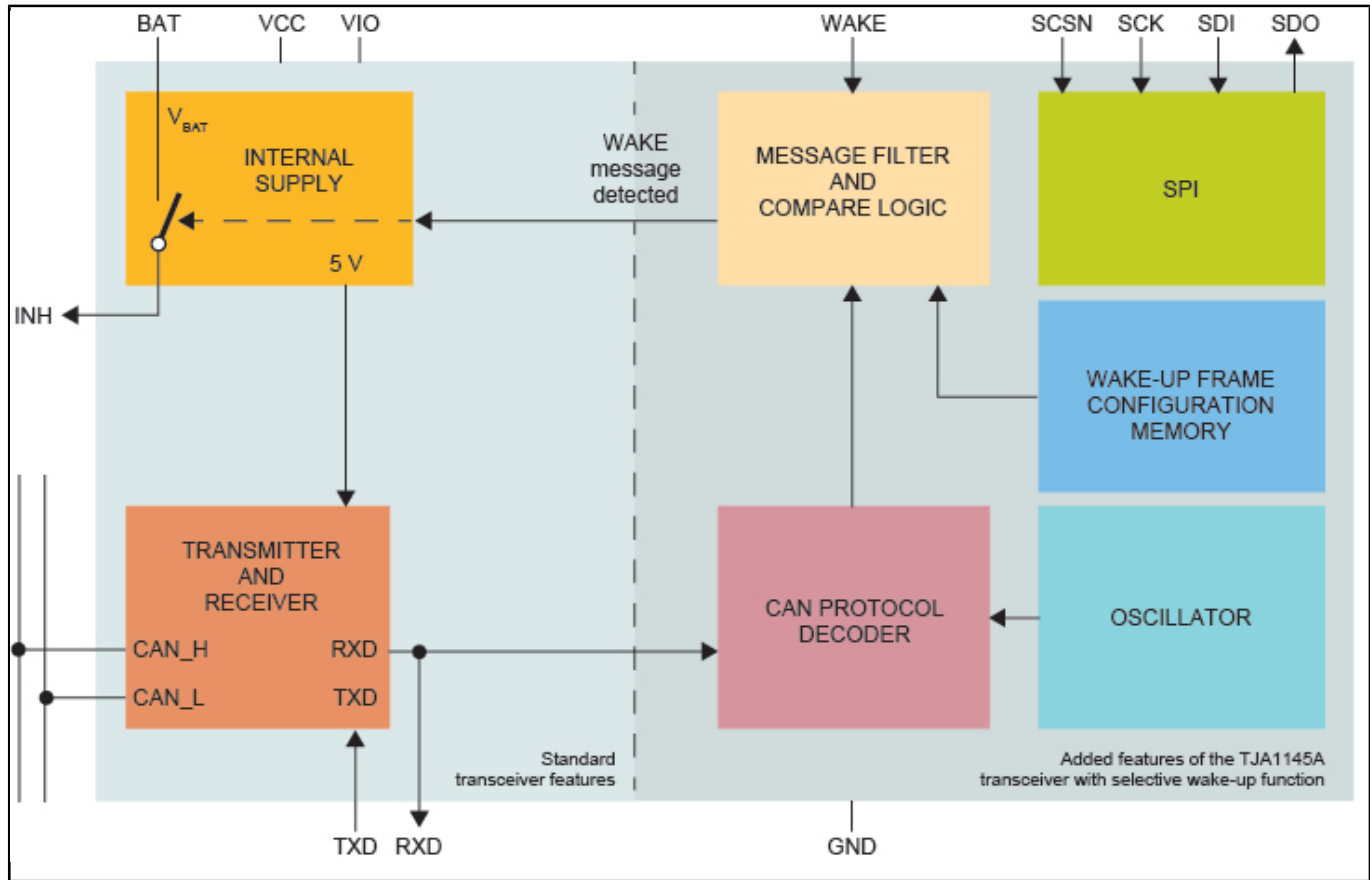 BAT
VCC
VIO
WAKE
SCSN
SCK
SDI
SDO
VBAT
INTERNAL
SUPPLY
5 V
WAKE
message
detected
MESSAGE FILTER
AND
COMPARE LOGIC
SPI
INH
WAKE-UP FRAME
CONFIGURATION
MEMORY
TRANSMITTER
AND
RECEIVER
CAN_H
RXD
CAN_L
TXD
CAN PROTOCOL
DECODER
OSCILLATOR
Standard
transceiver features
Added features of the TJA1145A
transceiver with selective wake-up function
TXD
RXD
GND